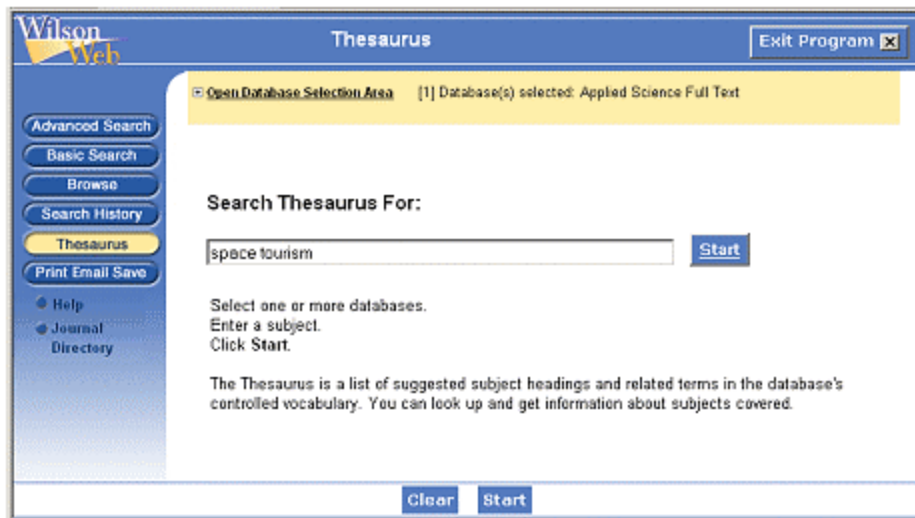 Wilson
Web
Thesaurus
Exit Program
Open Database Selection Area [1] Database(s) selected: Applied Science Full Text
Advanced Search
Basic Search
Browse
Search History
Thesaurus
Print Email Save
Help
Journal
Directory
Search Thesaurus For:
space tourism
Start
Select one or more databases.
Enter a subject.
Click Start.
The Thesaurus is a list of suggested subject headings and related terms in the database's
controlled vocabulary. You can look up and get information about subjects covered.
Clear Start